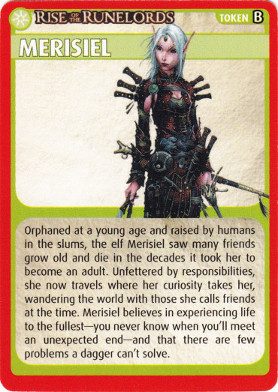 RISE OF THE RUNELORDS
TOKEN B
MERISIEL
Orphaned at a young age and raised by humans
in the slums, the elf Merisiel saw many friends
grow old and die in the decades it took her to
become an adult. Unfettered by responsibilities,
she now travels where her curiosity takes her,
wandering the world with those she calls friends
at the time. Merisiel believes in experiencing life
to the fullest—you never know when you'll meet
an unexpected end—and that there are few
problems a dagger can't solve.